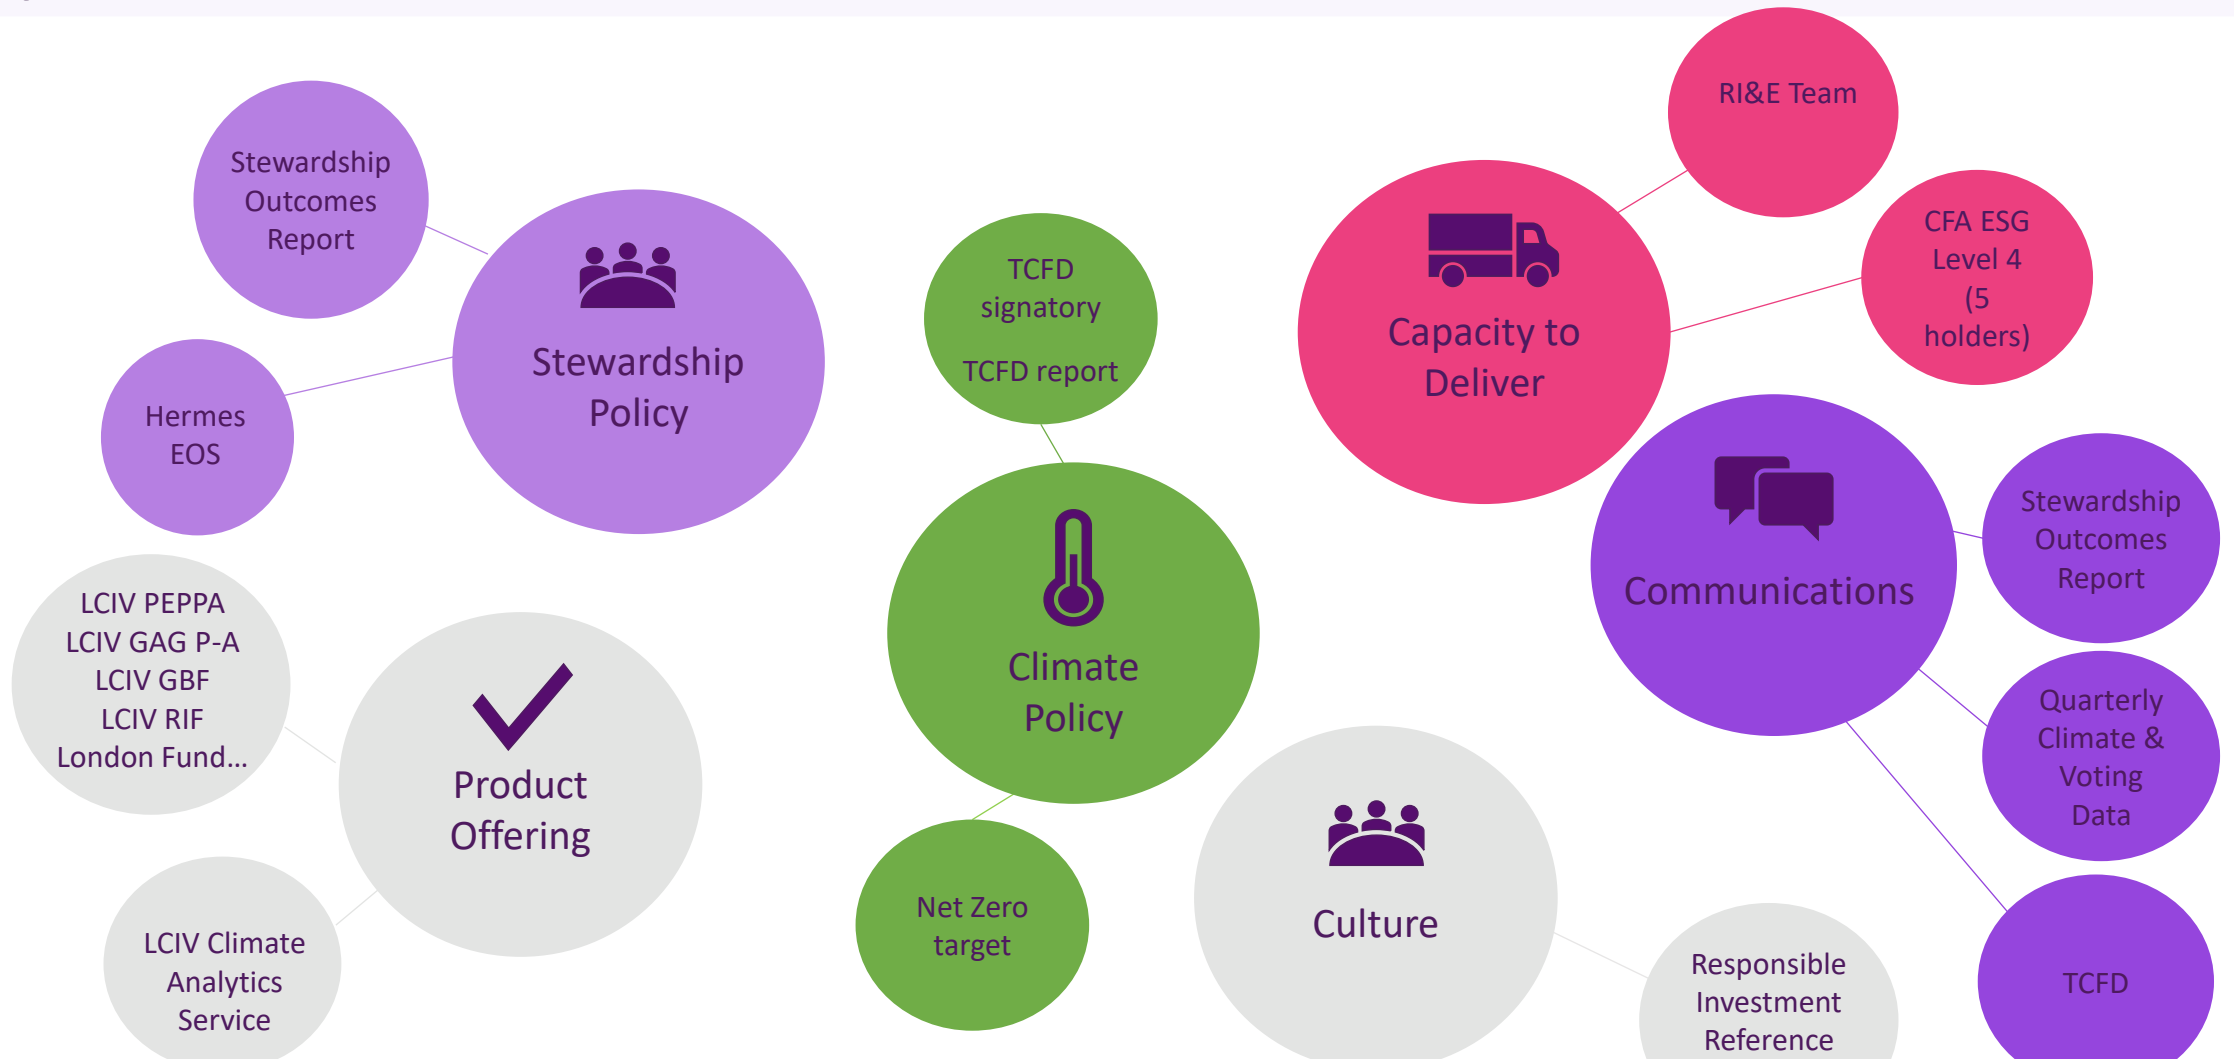 Stewardship
Outcomes
Report
Stewardship
Policy
Hermes
EOS
LCIV PEPPA
LCIV GAG P-A
LCIV GBF
LCIV RIF
London Fund...
Product
Offering
LCIV Climate
Analytics
Service
TCFD
signatory
TCFD report
Climate
Policy
Net Zero
target
RI&E Team
Capacity to
Deliver
CFA ESG
Level 4
(5
holders)
Communications
Stewardship
Outcomes
Report
Quarterly
Climate &
Voting
Data
TCFD
Culture
Responsible
Investment
Reference